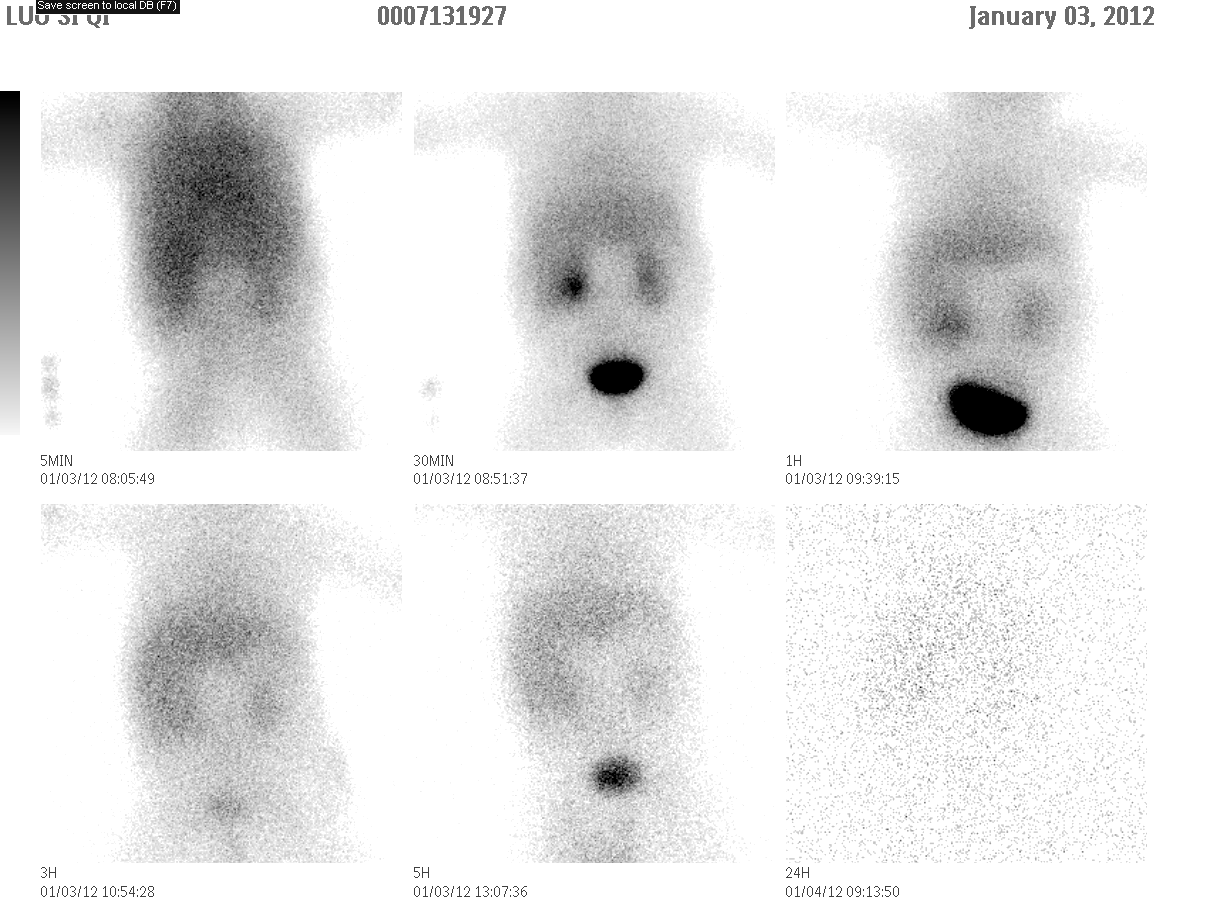 Save screen to local DB (F7)
0007131927
January 03, 2012
5MIN
01/03/12 08:05:49
30MIN
01/03/12 08:51:37
1H
01/03/12 09:39:15
3H
01/03/12 10:54:28
5H
01/03/12 13:07:36
24H
01/04/12 09:13:50